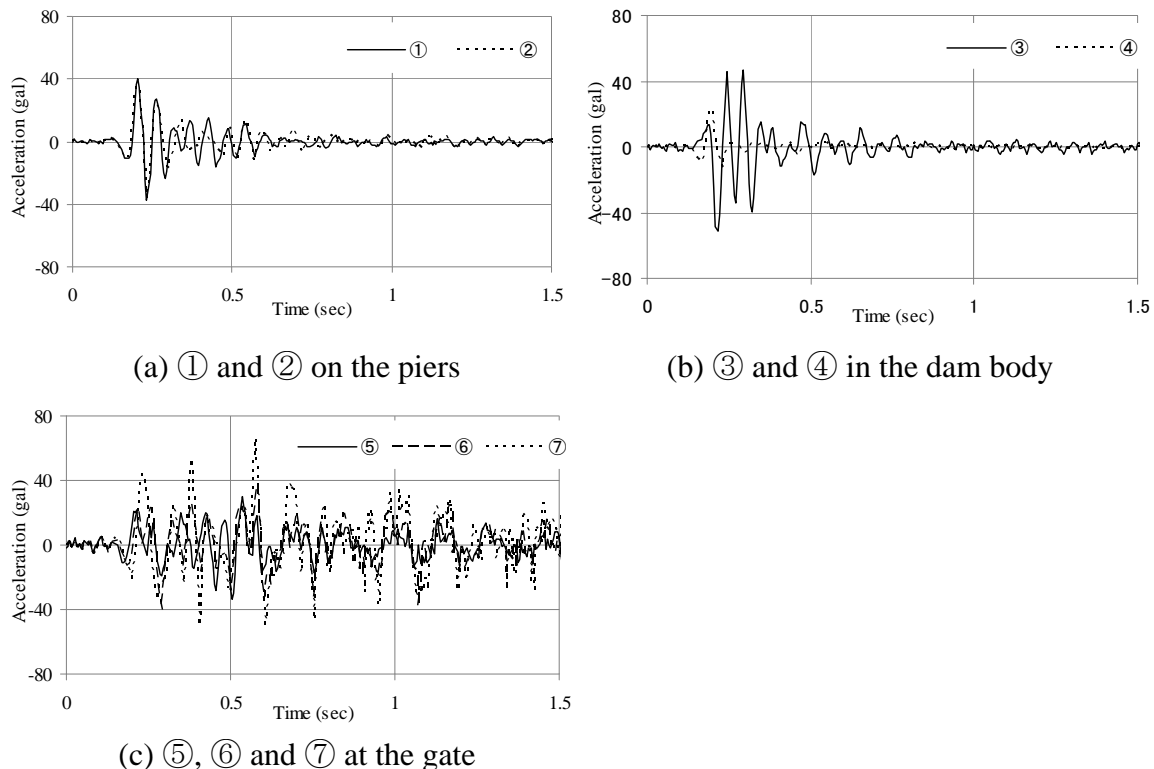 80
40
0
-40
-80
Acceleration (gal)
① ②
0 0.5 1 1.5
Time (sec)
(a) ① and ② on the piers
80
40
0
-40
-80
Acceleration (gal)
③ ④
0 0.5 1 1.5
Time (sec)
(b) ③ and ④ in the dam body
80
40
0
-40
-80
Acceleration (gal)
⑤ ⑥ ⑦
0 0.5 1 1.5
Time (sec)
(c) ⑤, ⑥ and ⑦ at the gate